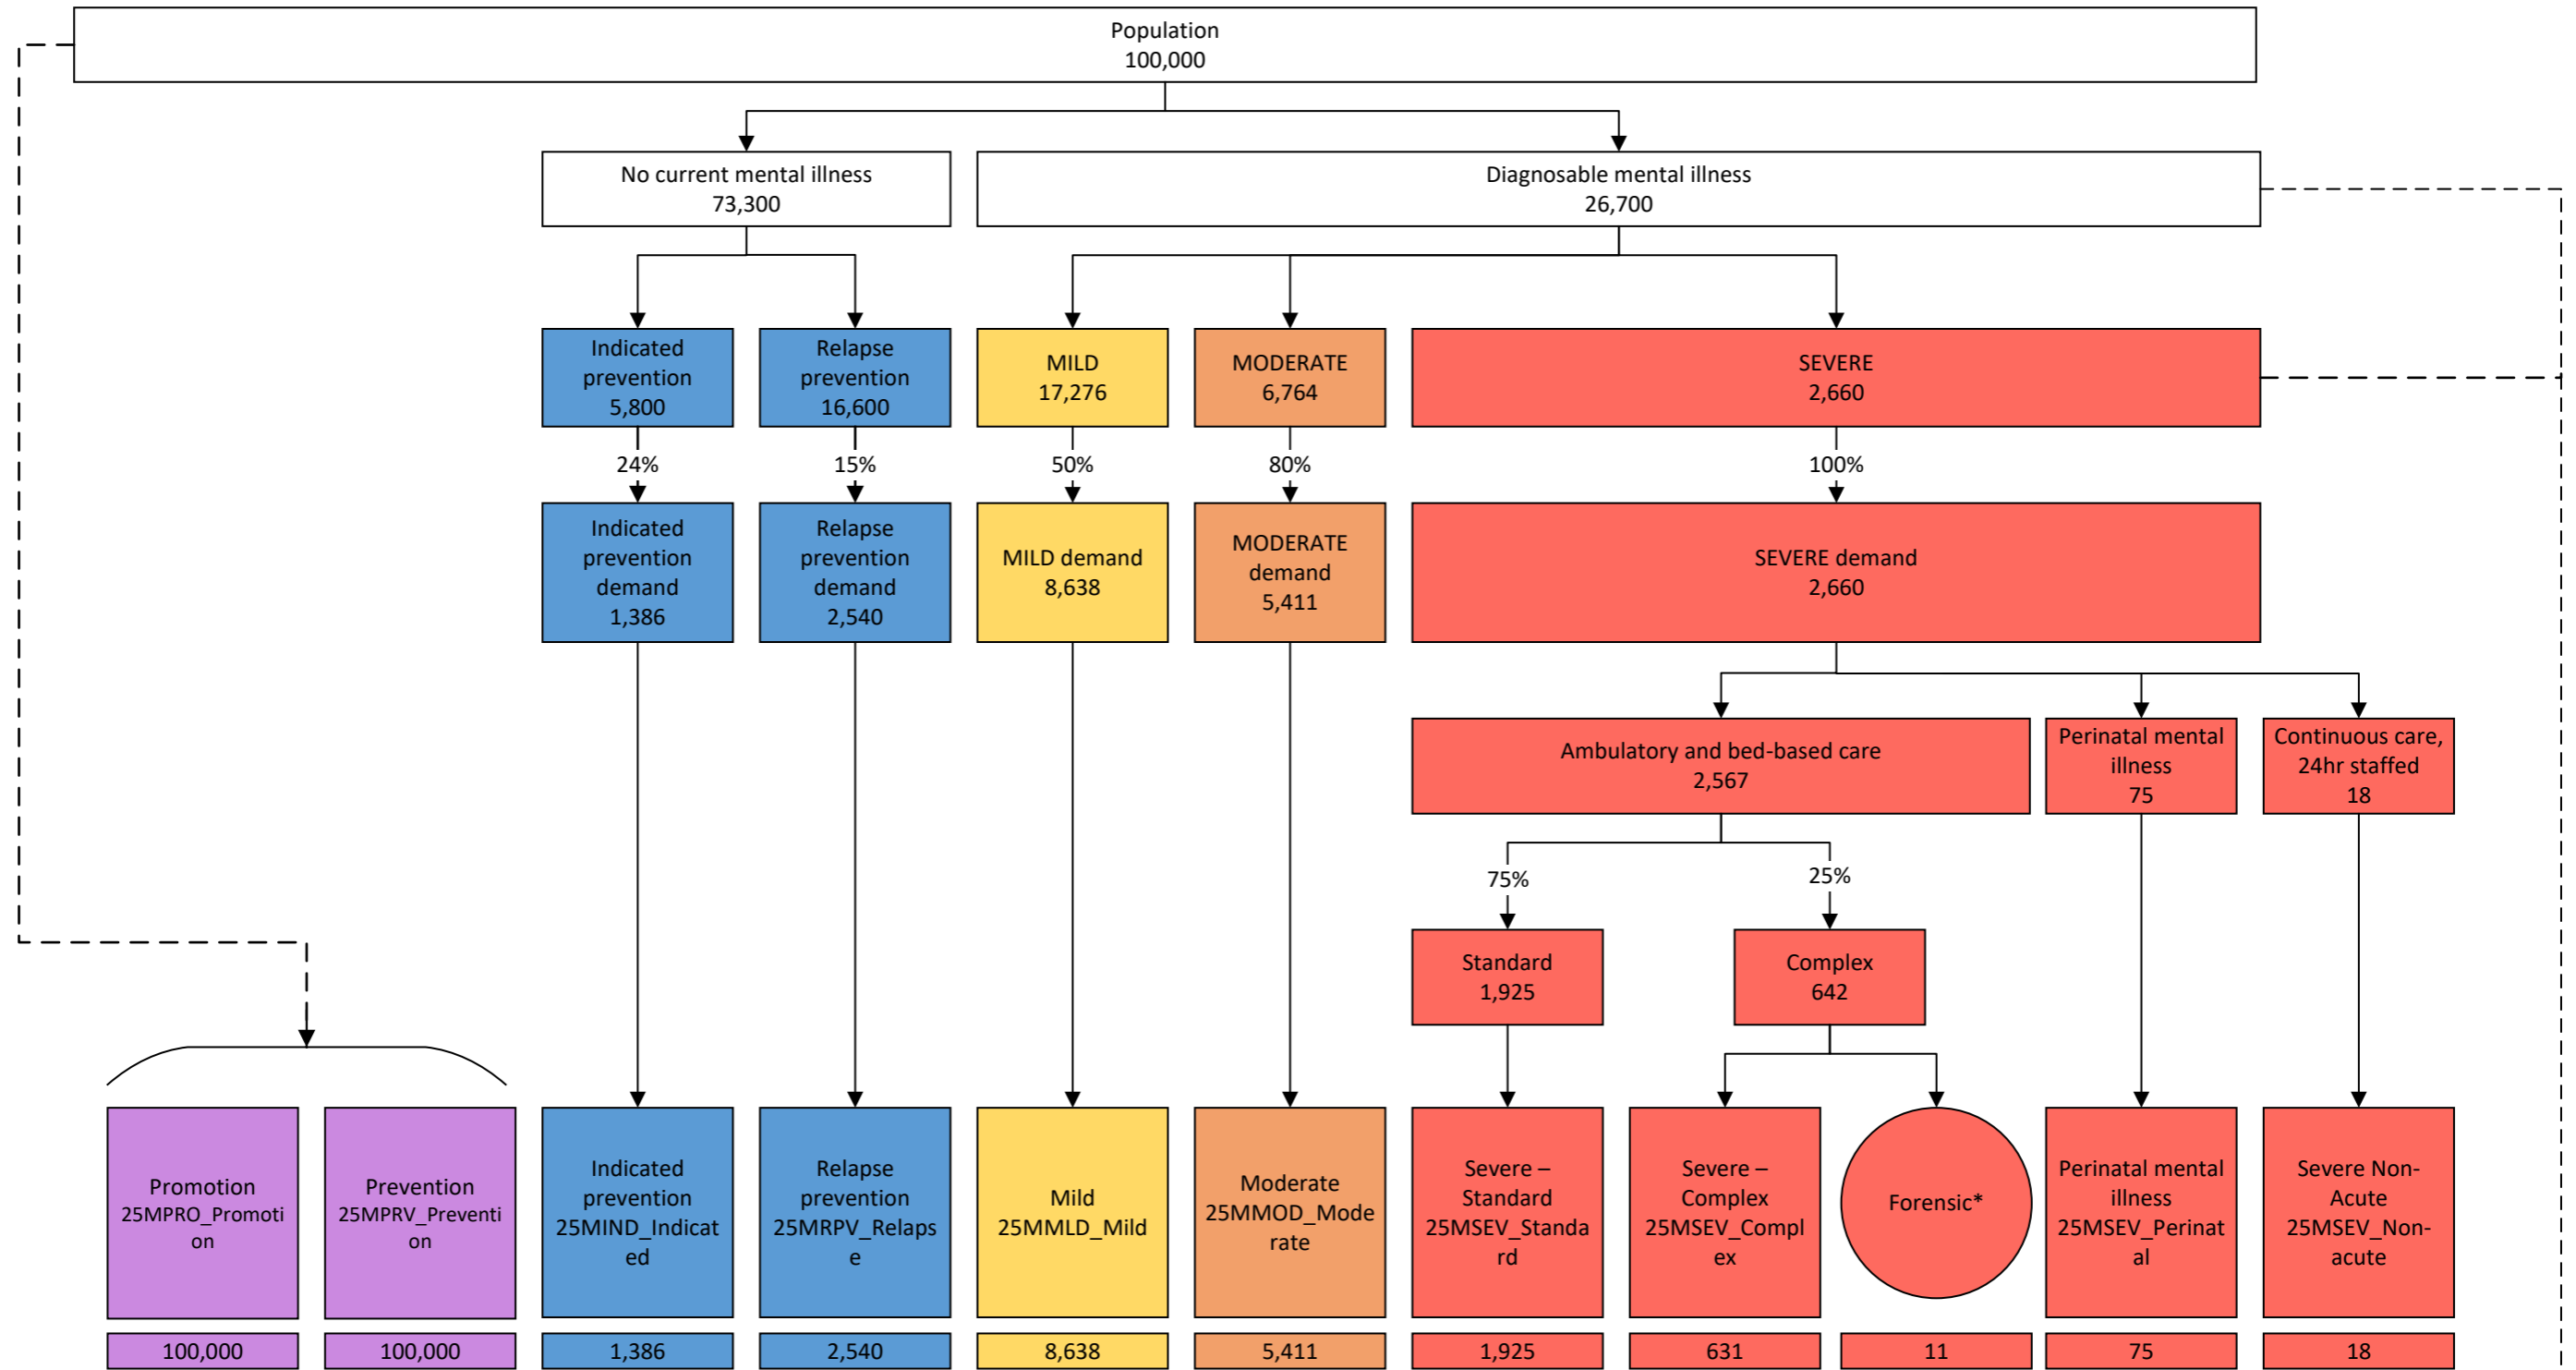 Population
100,000
No current mental illness
73,300
Diagnosable mental illness
26,700
Indicated
prevention
5,800
Relapse
prevention
16,600
MILD
17,276
MODERATE
6,764
SEVERE
2,660
24%
15%
50%
80%
100%
Indicated
prevention
demand
1,386
Relapse
prevention
demand
2,540
MILD demand
8,638
MODERATE
demand
5,411
SEVERE demand
2,660
Ambulatory and bed-based care
2,567
Perinatal mental
illness
75
Continuous care,
24hr staffed
18
75%
25%
Standard
1,925
Complex
642
Promotion
25MPRO_Promoti
on
Prevention
25MPRV_Preventi
on
Indicated
prevention
25MIND_Indicat
ed
Relapse
prevention
25MRPV_Relaps
e
Mild
25MMLD_Mild
Moderate
25MMOD_Mode
rate
Severe –
Standard
25MSEV_Standa
rd
Severe –
Complex
25MSEV_Compl
ex
Forensic*
Perinatal mental
illness
25MSEV_Perinat
al
Severe Non-
Acute
25MSEV_Non-
acute
100,000
100,000
1,386
2,540
8,638
5,411
1,925
631
11
75
18